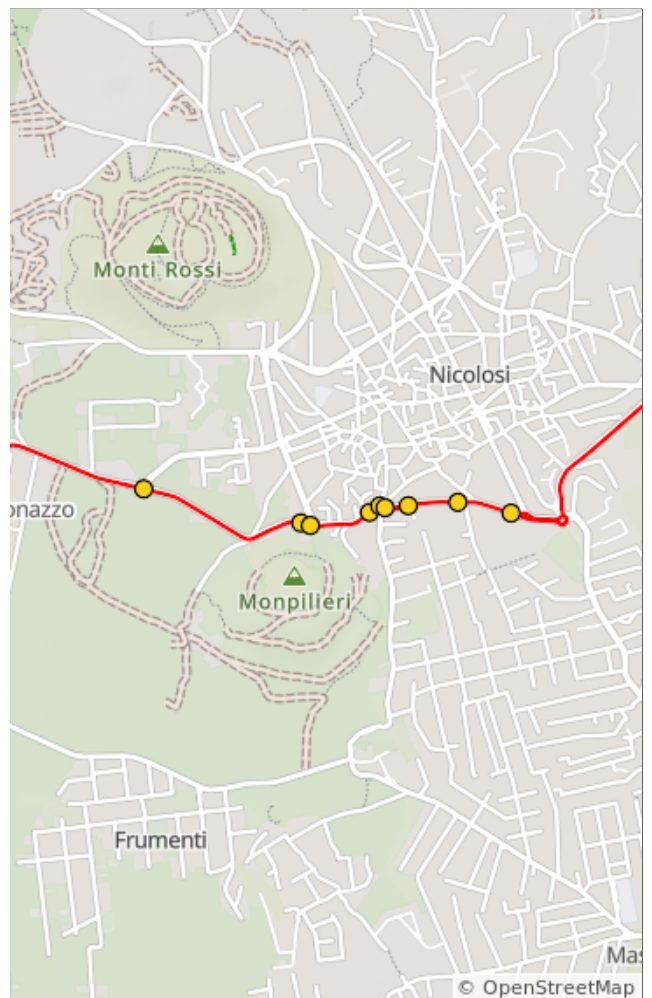 Monti Rossi
Nicolosi
onazzo
Monpilieri
Frumenti
Mas
© OpenStreetMap